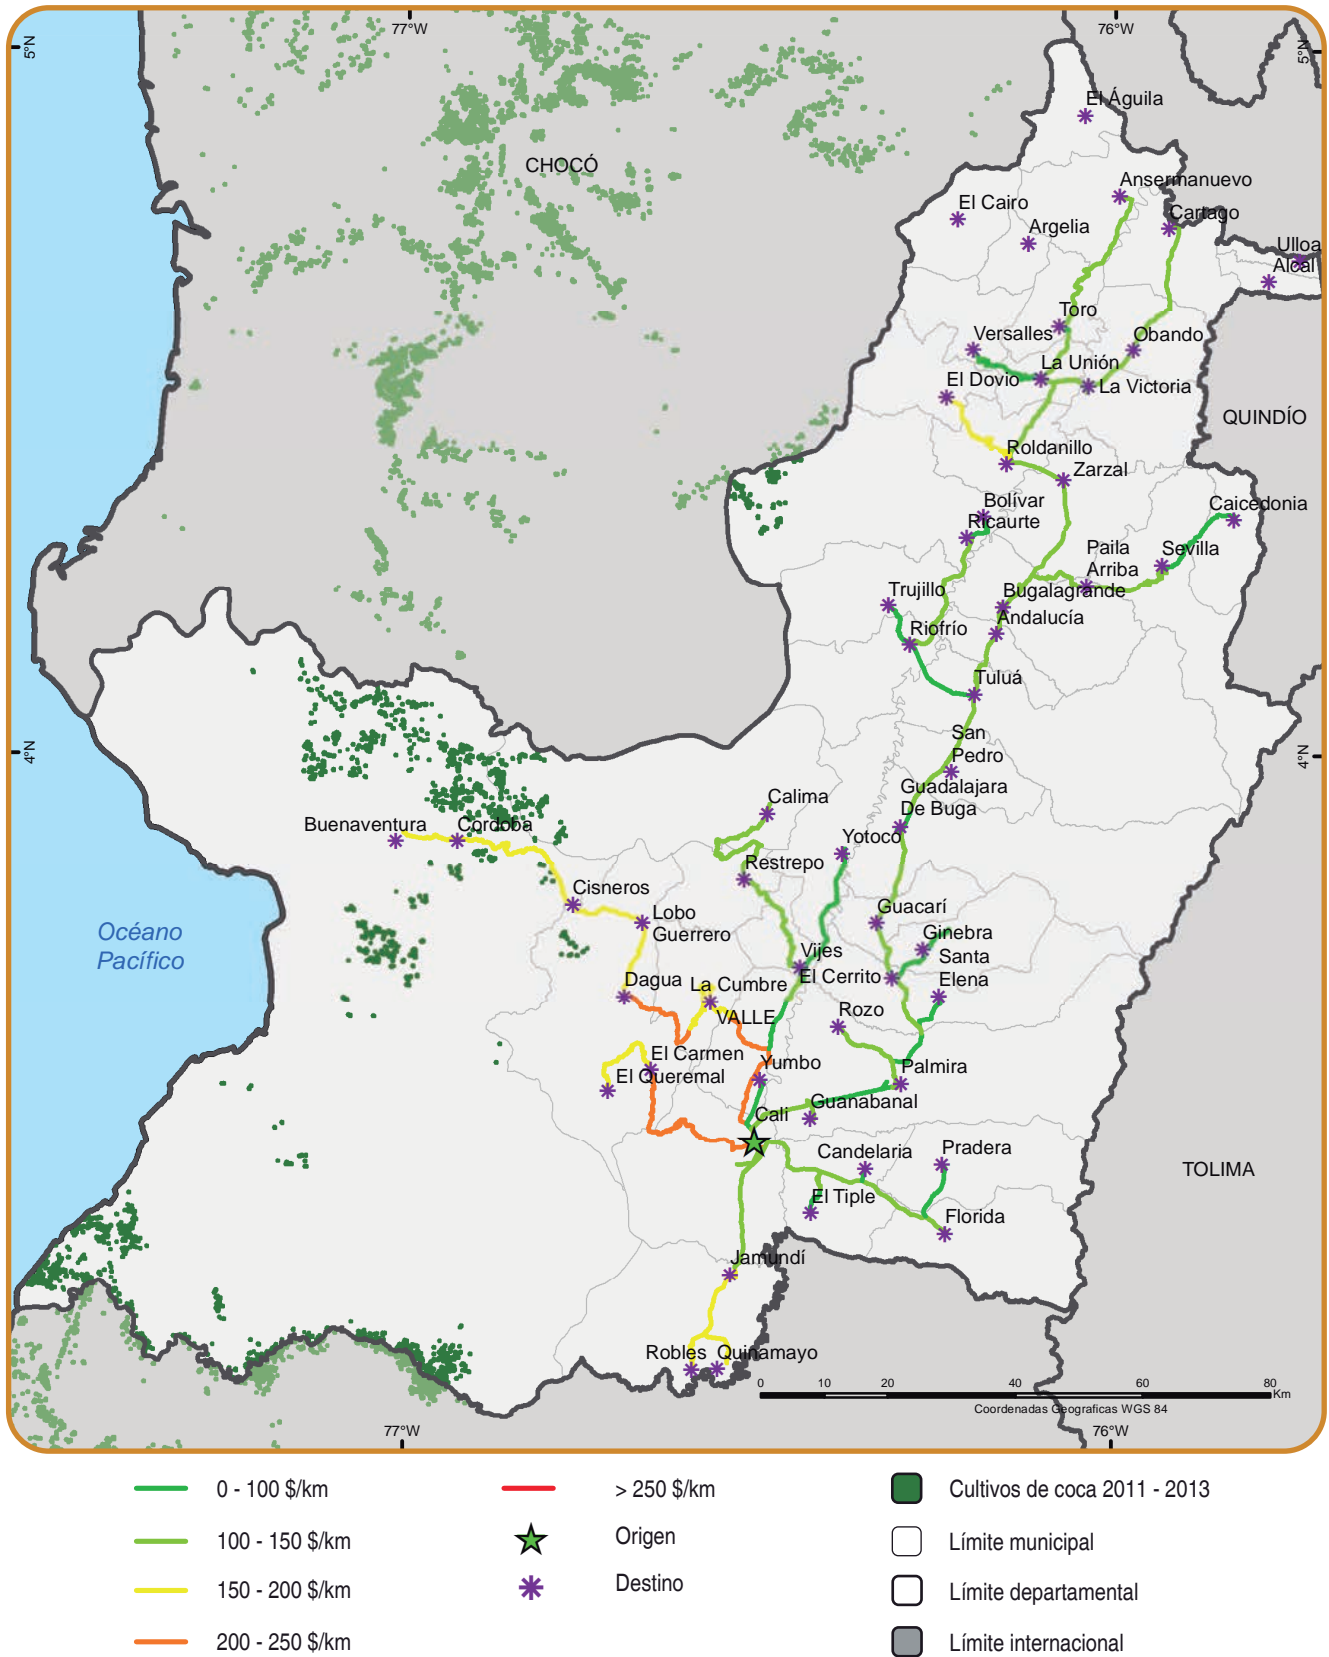 77°W
76°W
5°N
5°N
El Águila
CHOCÓ
Ansermanuevo
El Cairo
Cartago
Argelia
Ulloa
Alcal
Toro
Versalles
Obando
La Unión
El Dovio
La Victoria
QUINDÍO
Roldanillo
Zarzal
Bolívar
Caicedonia
Ricaurte
Paila
Arriba
Sevilla
Trujillo
Bugalagrande
Andalucía
Riofrío
Tuluá
San
Pedro
4°N
4°N
Guadalajara
De Buga
Calima
Buenaventura
Cordoba
Yotoco
Restrepo
Cisneros
Lobo
Guerrero
Guacarí
Ginebra
Océano
Pacífico
Vijes
Santa
Elena
El Cerrito
Dagua
La Cumbre
VALLE
Rozo
El Carmen
Yumbo
Palmira
El Queremal
Guanabanal
Cali
Candelaria
Pradera
TOLIMA
El Tiple
Florida
Jamundí
Robles
Quinamayo
0 10 20 40 60 80
Km
Coordenadas Geograficas WGS 84
77°W
76°W
0 - 100 $/km
> 250 $/km
Cultivos de coca 2011 - 2013
100 - 150 $/km
Origen
Límite municipal
150 - 200 $/km
Destino
Límite departamental
200 - 250 $/km
Límite internacional